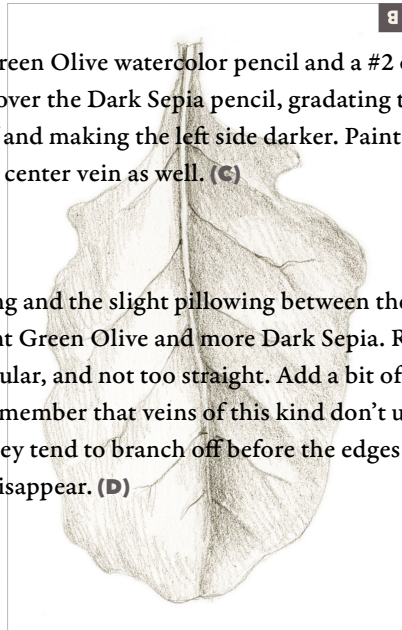 B
reen Olive watercolor pencil and a #2
over the Dark Sepia pencil, gradating
and making the left side darker. Paint
center vein as well. (C)
ng and the slight pillowing between the
nt Green Olive and more Dark Sepia. R
ular, and not too straight. Add a bit of
member that veins of this kind don't u
ey tend to branch off before the edges
isappear. (D)